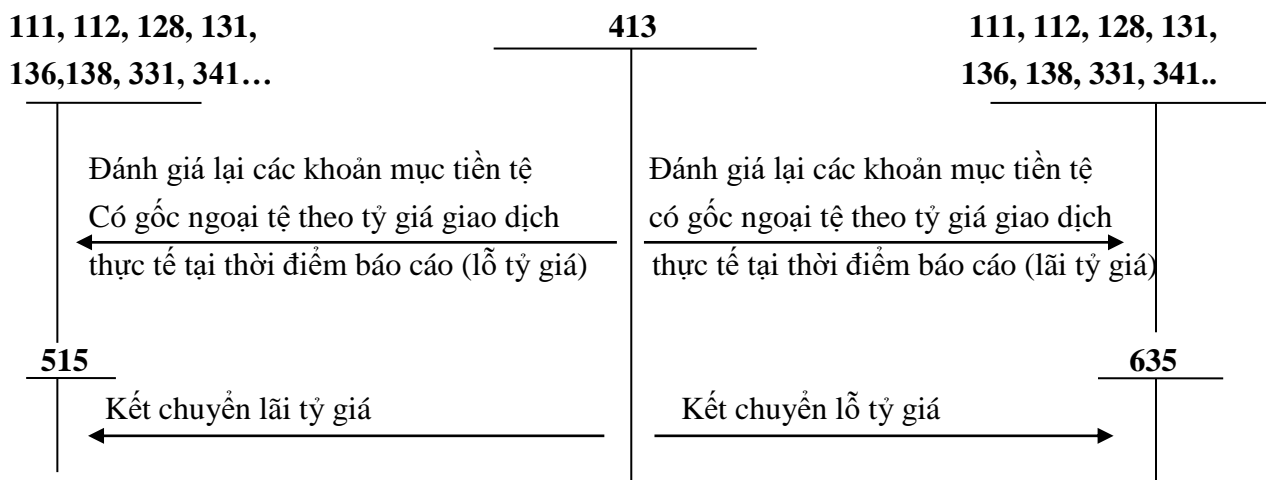 111, 112, 128, 131,
136,138, 331, 341…
413
111, 112, 128, 131,
136, 138, 331, 341..
Đánh giá lại các khoản mục tiền tệ
Có gốc ngoại tệ theo tỷ giá giao dịch
thực tế tại thời điểm báo cáo (lỗ tỷ giá)
Đánh giá lại các khoản mục tiền tệ
có gốc ngoại tệ theo tỷ giá giao dịch
thực tế tại thời điểm báo cáo (lãi tỷ giá)
515
635
Kết chuyển lãi tỷ giá
Kết chuyển lỗ tỷ giá